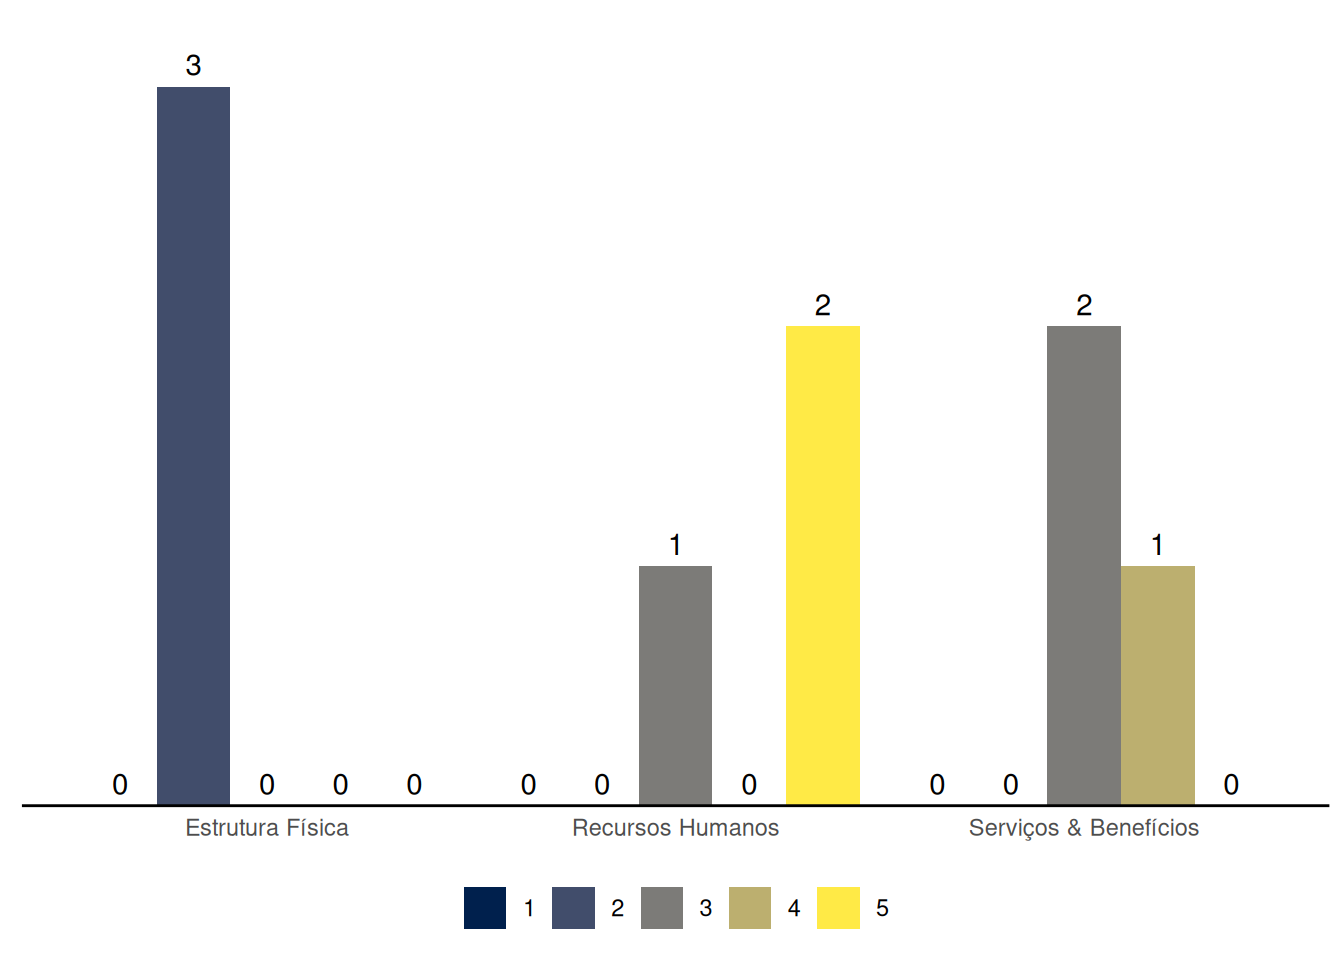 3
2 2
1 1
0 0 0 0 0 0 0 0 0 0
Estrutura Física Recursos Humanos Serviços & Benefícios
1 2 3 4 5